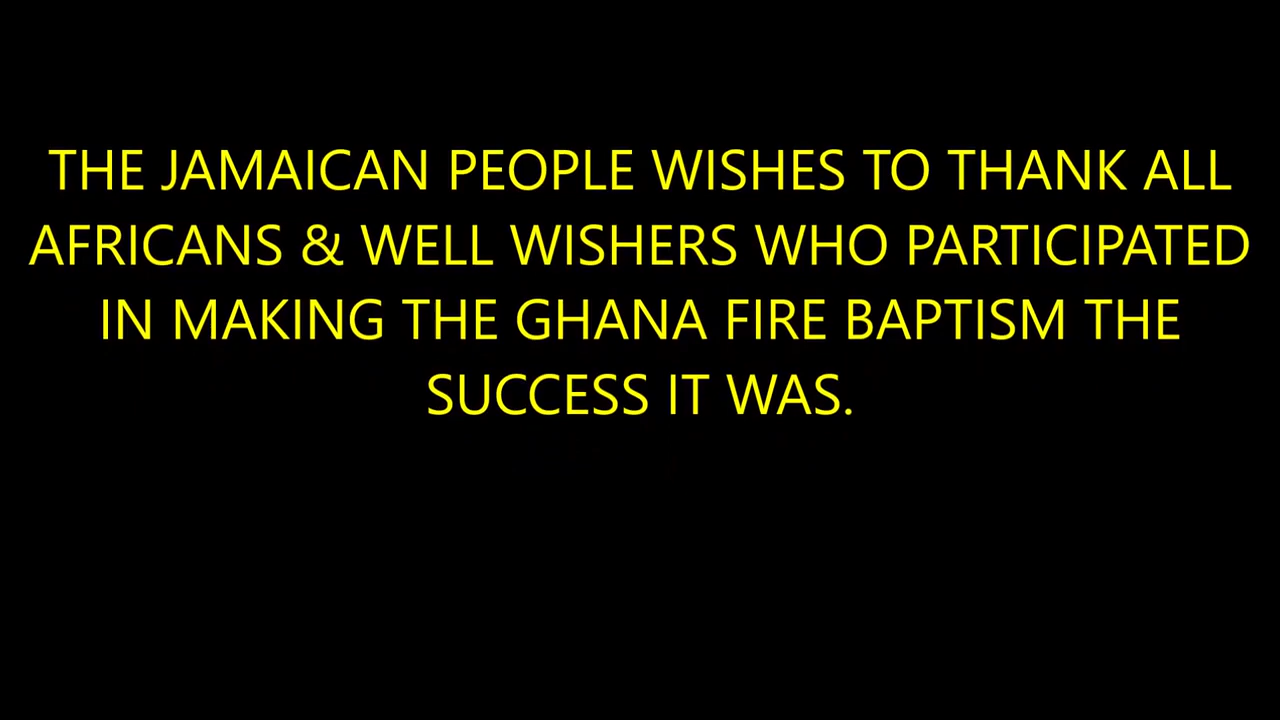 THE JAMAICAN PEOPLE WISHES TO THANK ALL
AFRICANS & WELL WISHERS WHO PARTICIPATED
IN MAKING THE GHANA FIRE BAPTISM THE
SUCCESS IT WAS.